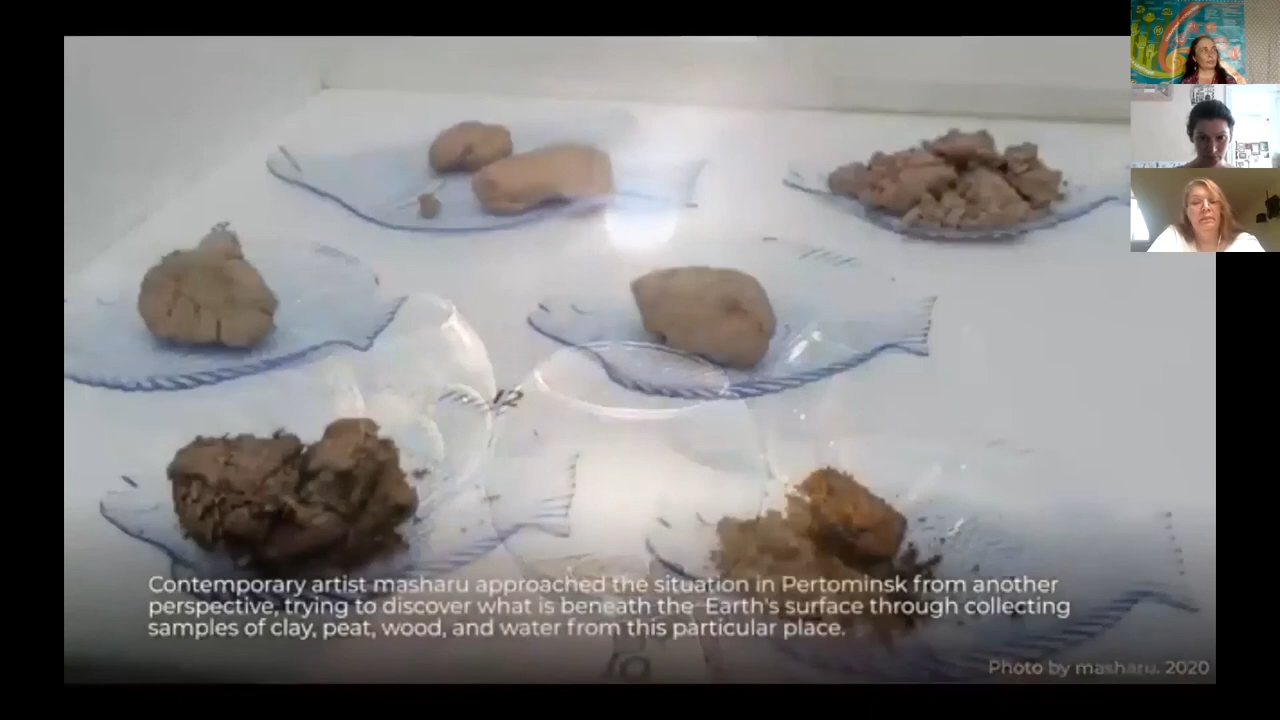 12
Contemporary artist masharu approached the situation in Pertominsk from another
perspective, trying to discover what is beneath the Earth's surface through collecting
samples of clay, peat, wood, and water from this particular place.
Photo by masharu. 2020